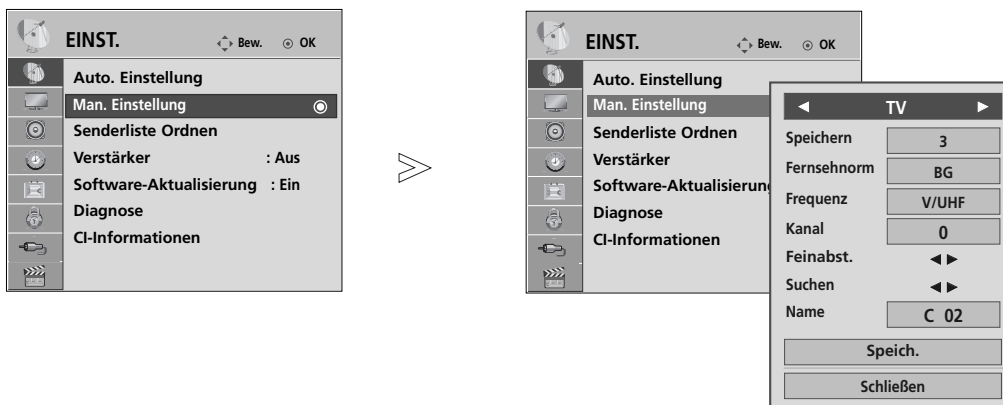 EINST. Bew. OK
Auto. Einstellung
Man. Einstellung
Senderliste Ordnen
Verstärker : Aus
Software-Aktualisierung : Ein
Diagnose
CI-Informationen
EINST. Bew. OK
Auto. Einstellung
Man. Einstellung
Senderliste Ordnen
Verstärker
Software-Aktualisierung
Diagnose
CI-Informationen
◄ TV ►
Speichern 3
Fernsehnorm BG
Frequenz V/UHF
Kanal 0
Feinabst. ◄ ►
Suchen ◄ ►
Name C 02
Speich.
Schließen